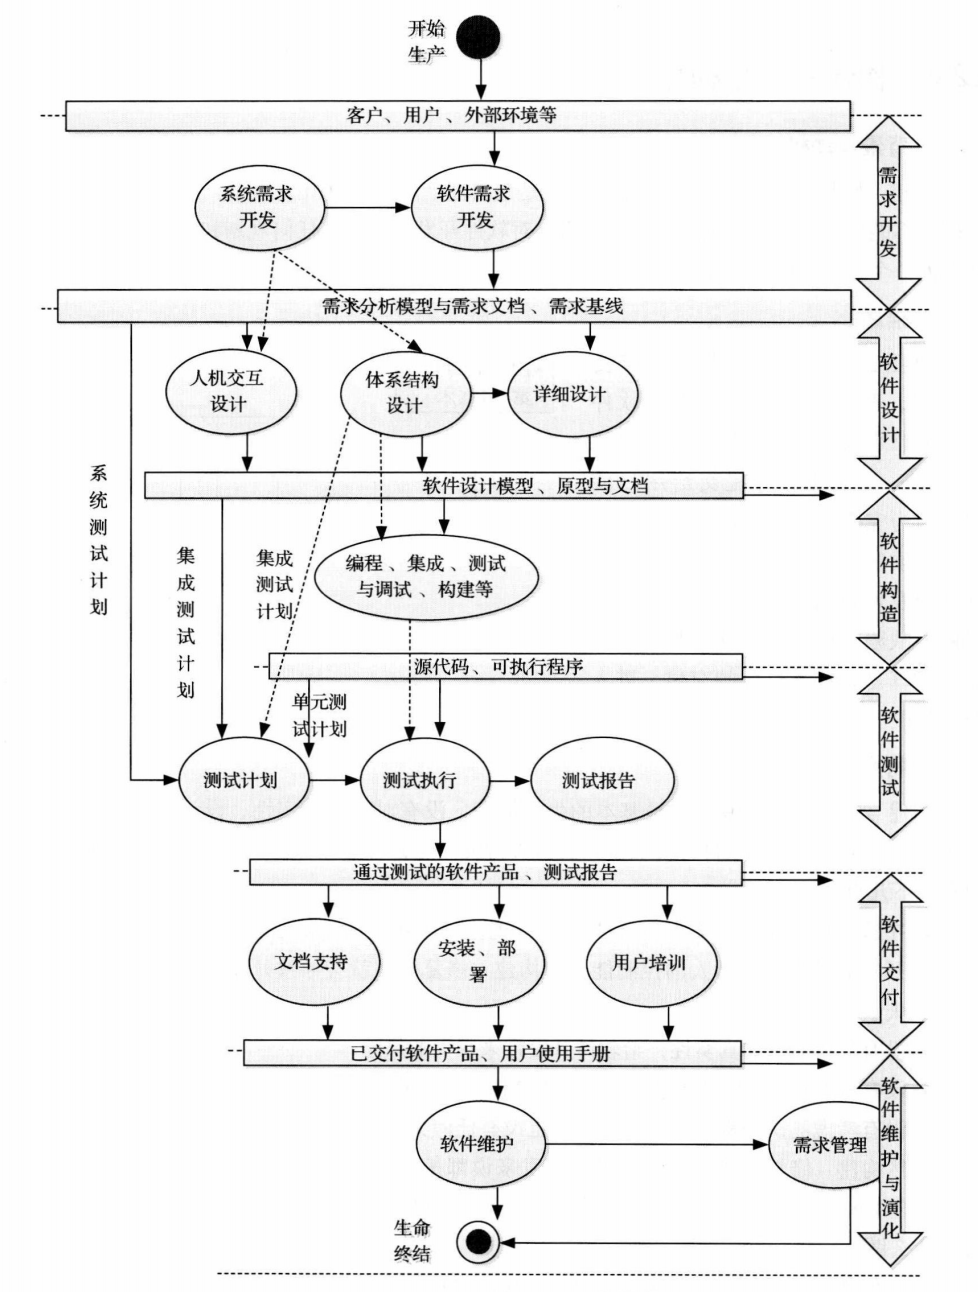 开始
生产
客户、用户、外部环境等
需求开发
系统需求
开发
软件需求
开发
需求分析模型与需求文档、需求基线
软件设计
人机交互
设计
体系结构
设计
详细设计
软件设计模型、原型与文档
软件构造
系统测试计划
集成测试计划
集成
测试
计划
编程、集成、测试
与调试、构建等
源代码、可执行程序
软件测试
单元测
试计划
测试计划
测试执行
测试报告
通过测试的软件产品、测试报告
软件交付
文档支持
安装、部
署
用户培训
已交付软件产品、用户使用手册
软件维护与演化
软件维护
需求管理
生命
终结